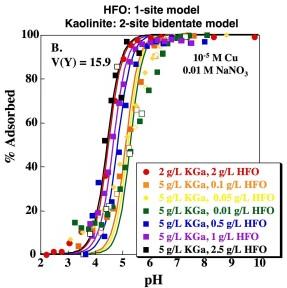 HFO: 1-site model
Kaolinite: 2-site bidentate model
B.
V(Y) = 15.9
10⁻⁵ M Cu
0.01 M NaNO₃
% Adsorbed
100
80
60
40
20
0
2 g/L KGa, 2 g/L HFO
5 g/L KGa, 0.1 g/L HFO
5 g/L KGa, 0.05 g/L HFO
5 g/L KGa, 0.01 g/L HFO
5 g/L KGa, 0.5 g/L HFO
5 g/L KGa, 1 g/L HFO
5 g/L KGa, 2.5 g/L HFO
2 3 4 5 6 7 8 9 10
pH